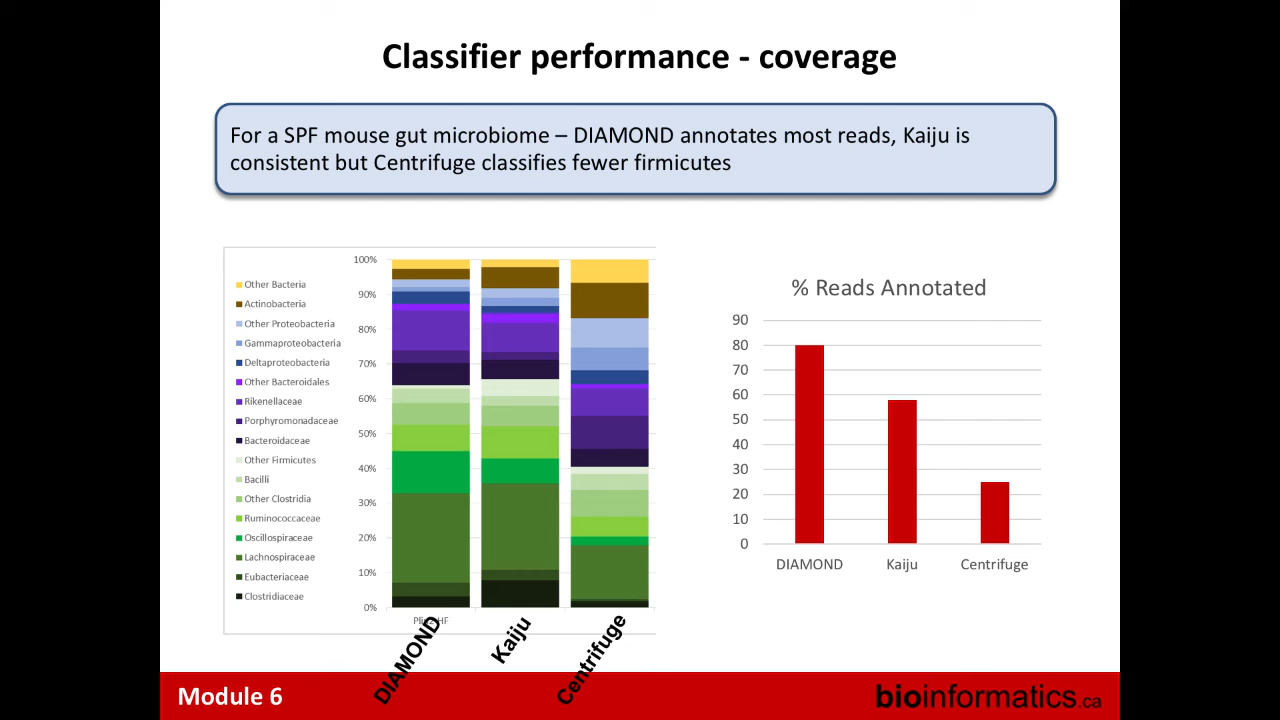 Classifier performance - coverage
For a SPF mouse gut microbiome – DIAMOND annotates most reads, Kaiju is
consistent but Centrifuge classifies fewer firmicutes
100%
90%
80%
70%
60%
50%
40%
30%
20%
10%
0%
Other Bacteria
Actinobacteria
Other Proteobacteria
Gammaproteobacteria
Deltaproteobacteria
Other Bacteroidales
Rikenellaceae
Porphyromonadaceae
Bacteroidaceae
Other Firmicutes
Bacilli
Other Clostridia
Ruminococcaceae
Oscillospiraceae
Lachnospiraceae
Eubacteriaceae
Clostridiaceae
DIAMOND
Kaiju
Centrifuge
% Reads Annotated
90
80
70
60
50
40
30
20
10
0
DIAMOND Kaiju Centrifuge
Module 6
bioinformatics.ca